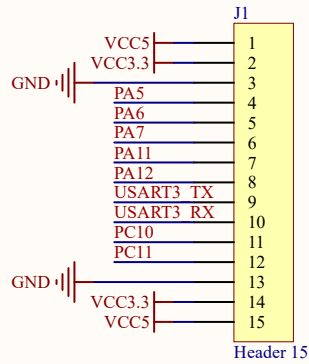 J1
VCC5 1
VCC3.3 2
GND 3
PA5 4
PA6 5
PA7 6
PA11 7
PA12 8
USART3_TX 9
USART3_RX 10
PC10 11
PC11 12
GND 13
VCC3.3 14
VCC5 15
Header 15